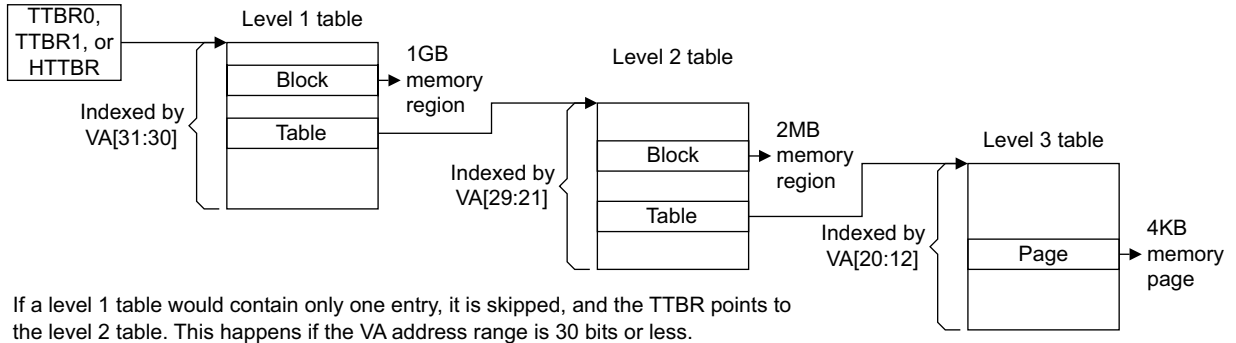 TTBR0,
TTBR1, or
HTTBR
Level 1 table
Indexed by
VA[31:30]
Block
Table
1GB
memory
region
Level 2 table
Indexed by
VA[29:21]
Block
Table
2MB
memory
region
Level 3 table
Indexed by
VA[20:12]
Page
4KB
memory
page
If a level 1 table would contain only one entry, it is skipped, and the TTBR points to
the level 2 table. This happens if the VA address range is 30 bits or less.